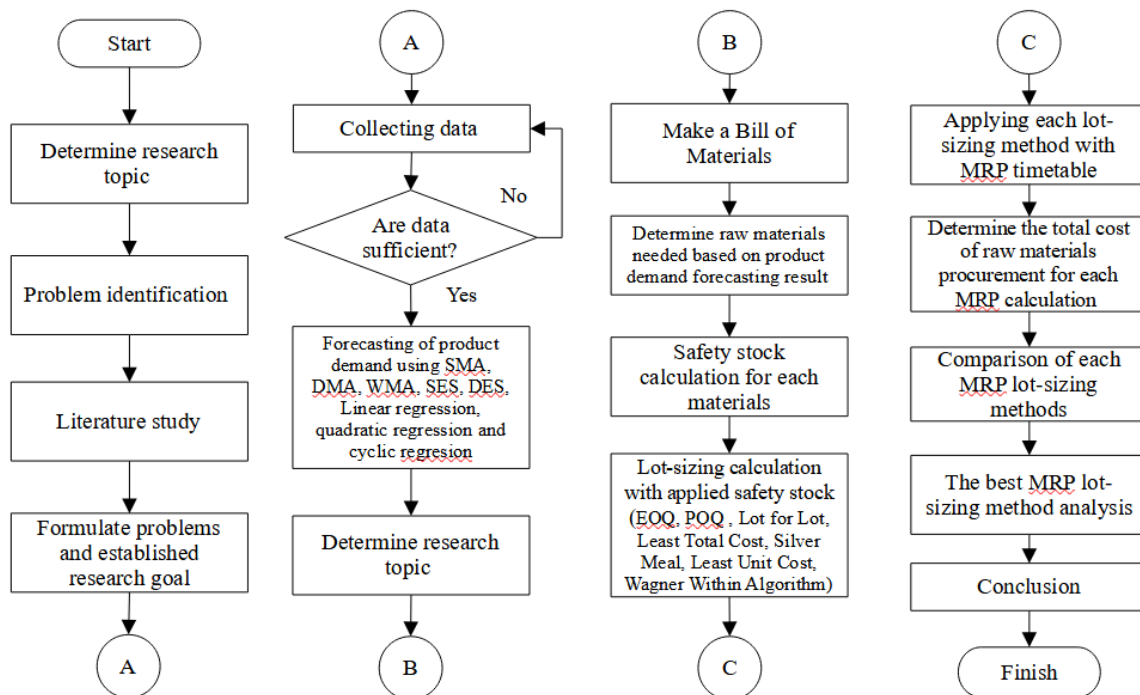 Start
Determine research
topic
Problem identification
Literature study
Formulate problems
and established
research goal
A
A
Collecting data
No
Are data
sufficient?
Yes
Forecasting of product
demand using SMA,
DMA, WMA, SES, DES,
Linear regression,
quadratic regression and
cyclic regresion
Determine research
topic
B
B
Make a Bill of
Materials
Determine raw materials
needed based on product
demand forecasting result
Safety stock
calculation for each
materials
Lot-sizing calculation
with applied safety stock
(EOQ, POQ , Lot for Lot,
Least Total Cost, Silver
Meal, Least Unit Cost,
Wagner Within Algorithm)
C
C
Applying each lot-
sizing method with
MRP timetable
Determine the total cost
of raw materials
procurement for each
MRP calculation
Comparison of each
MRP lot-sizing
methods
The best MRP lot-
sizing method analysis
Conclusion
Finish